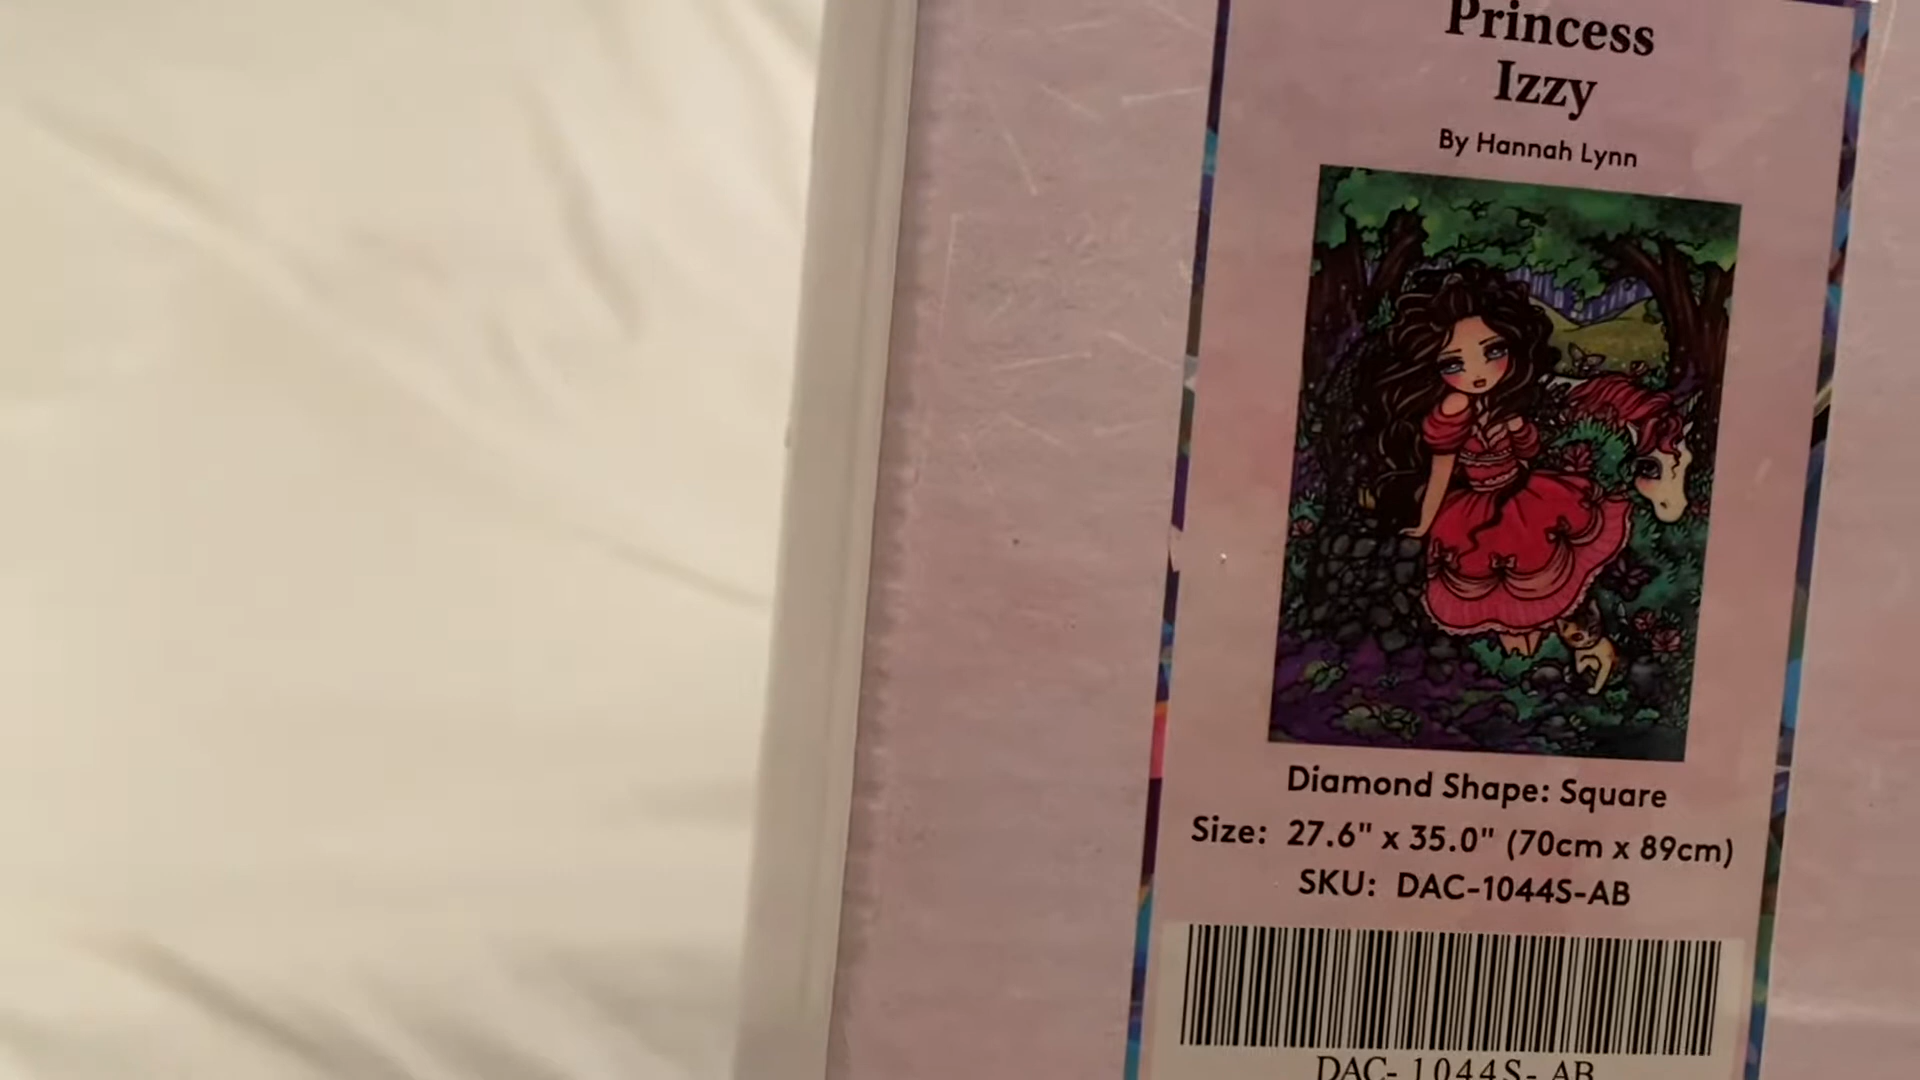 Princess
Izzy
By Hannah Lynn
Diamond Shape: Square
Size: 27.6" x 35.0" (70cm x 89cm)
SKU: DAC-1044S-AB
DAC- 1044S- AB